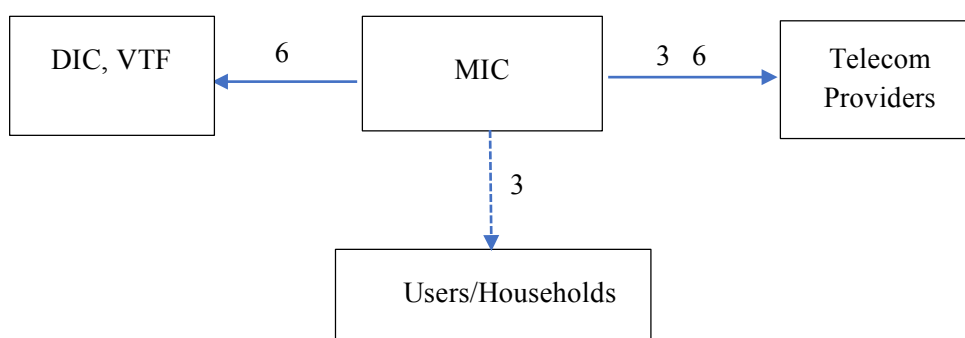 DIC, VTF
6
MIC
3 6
Telecom
Providers
3
Users/Households